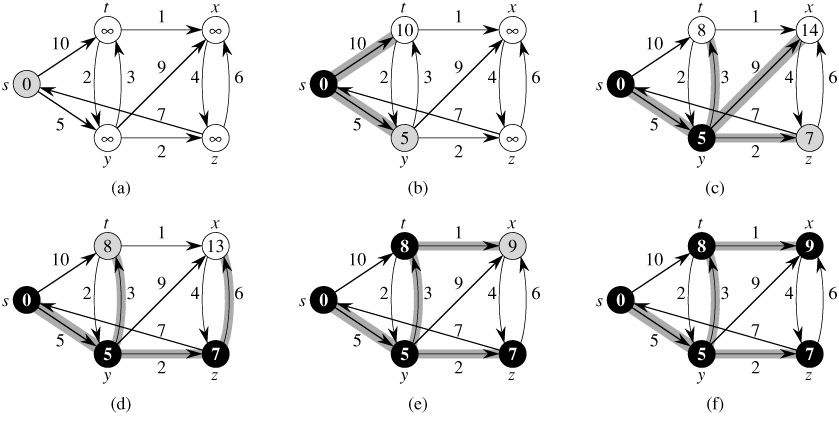 t x t x t x
1 1 1
∞ ∞ 10 ∞ 8 14
10 10 10
9 9 9
s 0 2 3 4 6 s 0 2 3 4 6 s 0 2 3 4 6
7 7 7
5 5 5
∞ ∞ 5 ∞ 5 7
2 2 2
y z y z y z
(a) (b) (c)
t x t x t x
1 1 1
8 13 8 9 8 9
10 10 10
9 9 9
s 0 2 3 4 6 s 0 2 3 4 6 s 0 2 3 4 6
7 7 7
5 5 5
5 7 5 7 5 7
2 2 2
y z y z y z
(d) (e) (f)